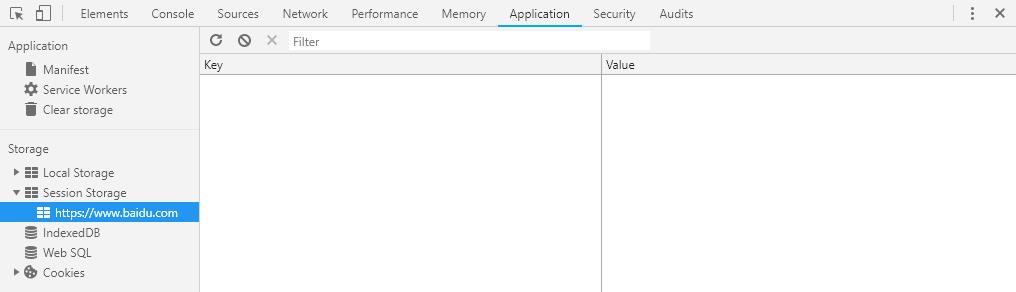 Elements Console Sources Network Performance Memory Application Security Audits
Application
Manifest
Service Workers
Clear storage
Storage
Local Storage
Session Storage
https://www.baidu.com
IndexedDB
Web SQL
Cookies
Filter
Key Value